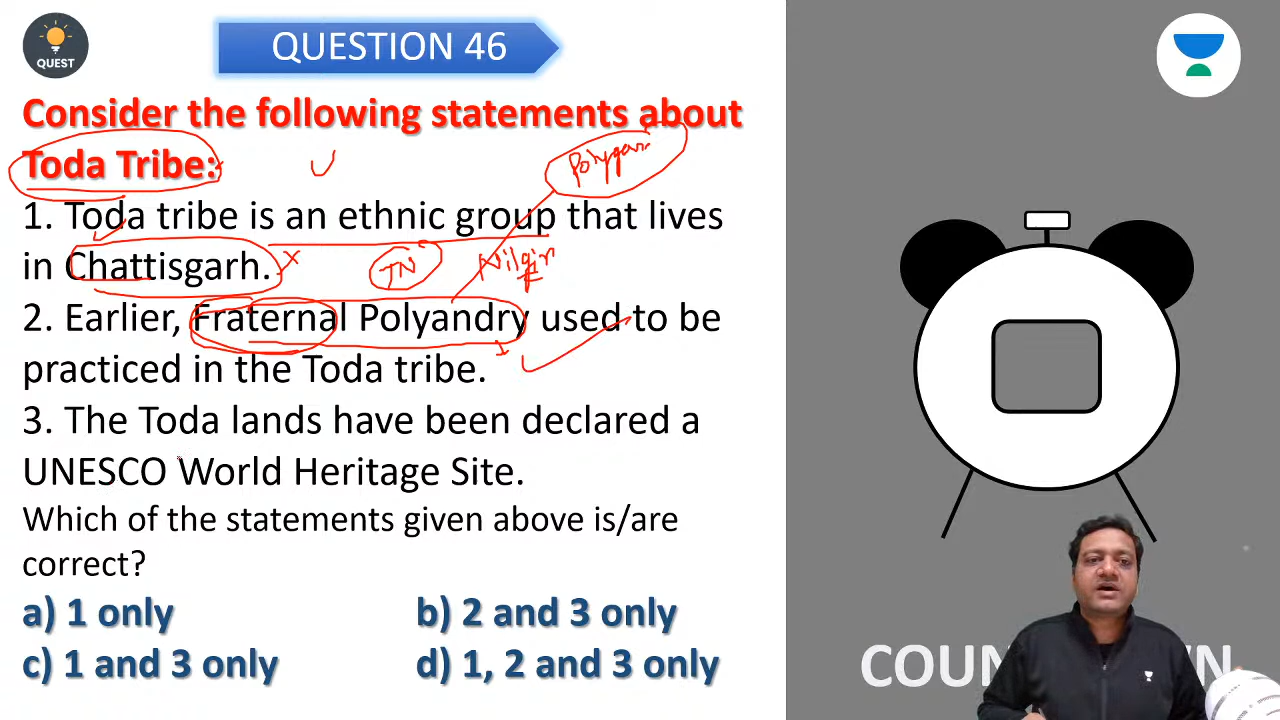 QUEST
QUESTION 46
Consider the following statements about
Toda Tribe:
1. Toda tribe is an ethnic group that lives
in Chattisgarh.
TN
Nilgiri
2. Earlier, Fraternal Polyandry used to be
practiced in the Toda tribe.
3. The Toda lands have been declared a
UNESCO World Heritage Site.
Which of the statements given above is/are
correct?
a) 1 only
b) 2 and 3 only
c) 1 and 3 only
d) 1, 2 and 3 only